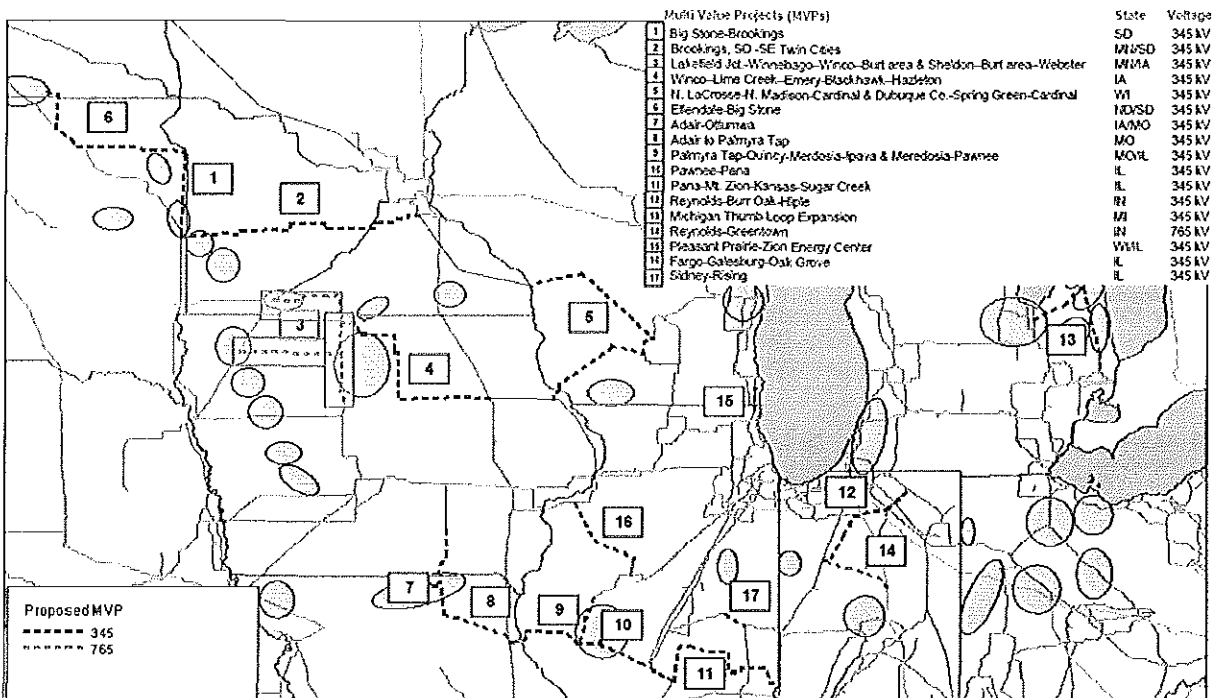 Multi Value Projects (MVPs) State Voltage
1 Big Stone-Brookings SD 345 kV
2 Brookings, SD -SE Twin Cities MN/SD 345 kV
3 Lakefield Jct.-Winnebago-Winco-Burt area & Sheldon-Burt area-Webster MN/IA 345 kV
4 Winco-Lime Creek-Emery-Blackhawk-Hazleton IA 345 kV
5 N. LaCrosse-N. Madison-Cardinal & Dubuque Co.-Spring Green-Cardinal WI 345 kV
6 Ellendale-Big Stone ND/SD 345 kV
7 Adair-Ottumwa IA/MO 345 kV
8 Adair to Palmyra Tap MO 345 kV
9 Palmyra Tap-Quincy-Merdosia-Ipava & Meredosia-Pawnee MO/IL 345 kV
10 Pawnee-Pana IL 345 kV
11 Pana-Mt. Zion-Kansas-Sugar Creek IL 345 kV
12 Reynolds-Burr Oak-Hiple IN 345 kV
13 Michigan Thumb Loop Expansion MI 345 kV
14 Reynolds-Greentown IN 765 kV
15 Pleasant Prairie-Zion Energy Center WI/IL 345 kV
16 Fargo-Galesburg-Oak Grove IL 345 kV
17 Sidney-Rising IL 345 kV
6
1
2
3
4
5
13
15
12
16
14
7
8
9
10
17
11
Proposed MVP
345
765